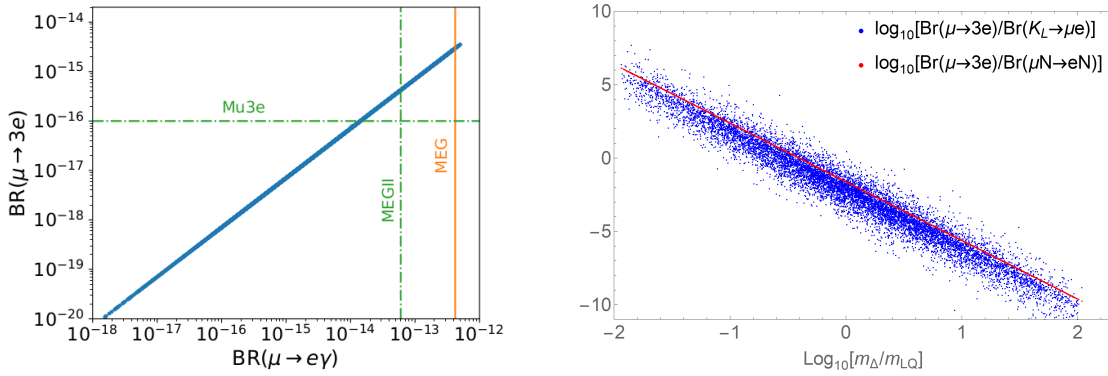 10⁻¹⁴
10⁻¹⁵
10⁻¹⁶
10⁻¹⁷
10⁻¹⁸
10⁻¹⁹
10⁻²⁰
BR(μ → 3e)
Mu3e
MEGII
MEG
10⁻¹⁸ 10⁻¹⁷ 10⁻¹⁶ 10⁻¹⁵ 10⁻¹⁴ 10⁻¹³ 10⁻¹²
BR(μ → eγ)
10
5
0
−5
−10
log₁₀[Br(μ→3e)/Br(K_L→μe)]
log₁₀[Br(μ→3e)/Br(μN→eN)]
−2 −1 0 1 2
Log₁₀[m_Δ/m_LQ]